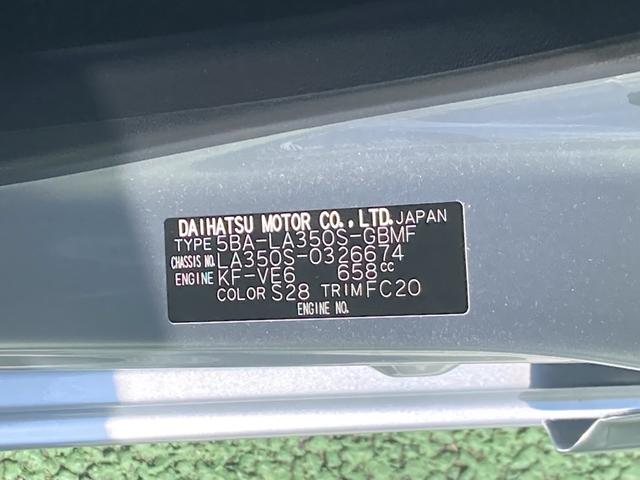 DAIHATSU MOTOR CO., LTD. JAPAN
TYPE 5BA-LA350S-GBMF
CHASSIS NO. LA350S-0326674
ENGINE KF-VE6 658cc
COLOR S28 TRIM FC20
ENGINE NO.